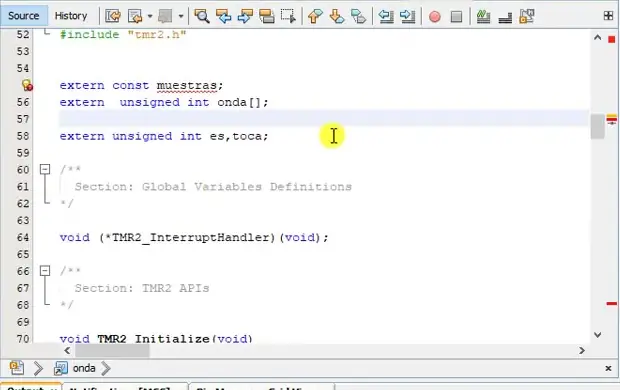 Source History
52 #include "tmr2.h"
53
54
extern const muestras;
56 extern  unsigned int onda[];
57
58 extern unsigned int es,toca;
59
60 /**
61   Section: Global Variables Definitions
62 */
63
64 void (*TMR2_InterruptHandler)(void);
65
66 /**
67   Section: TMR2 APIs
68 */
69
70 void TMR2_Initialize(void)
onda